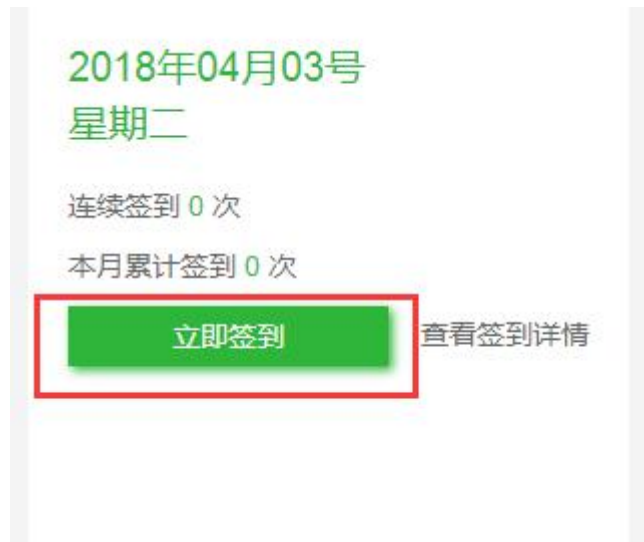 2018年04月03号
星期二
连续签到 0 次
本月累计签到 0 次
立即签到 查看签到详情